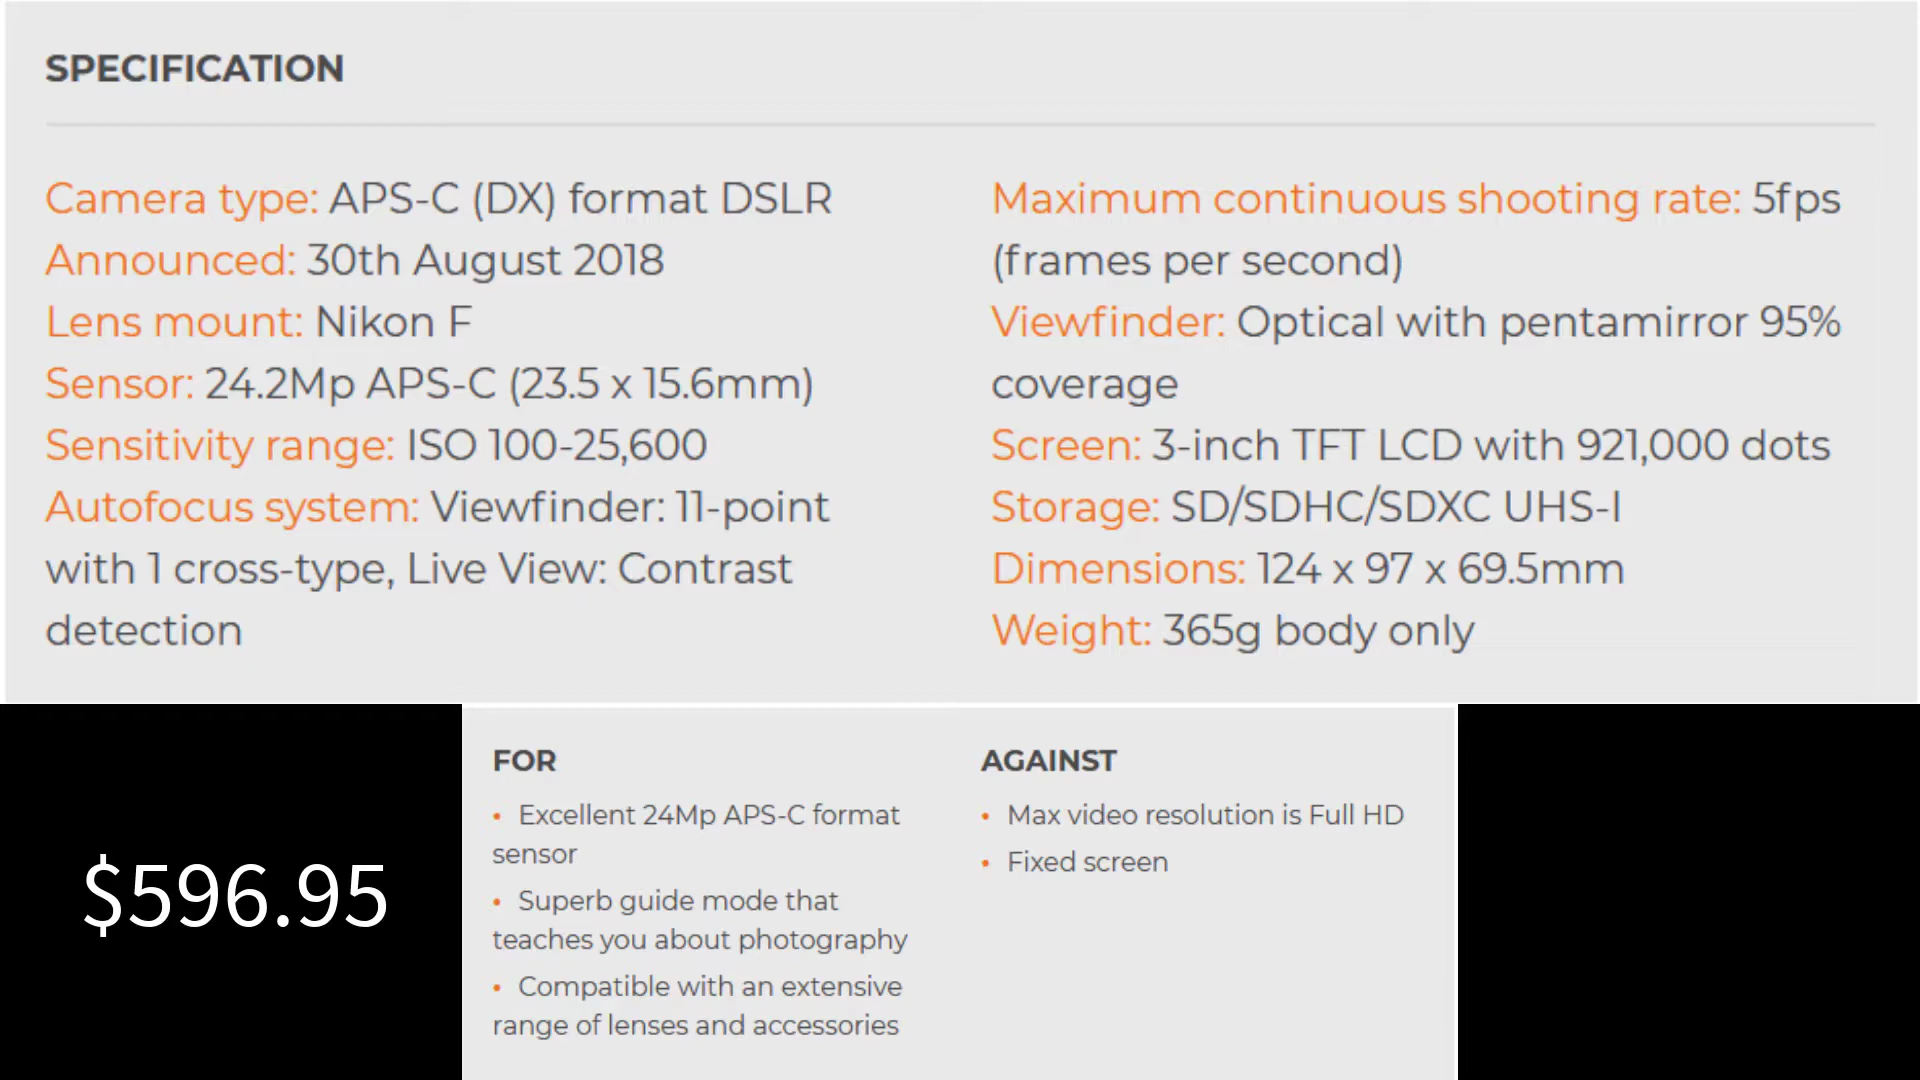 SPECIFICATION
Camera type: APS-C (DX) format DSLR
Announced: 30th August 2018
Lens mount: Nikon F
Sensor: 24.2Mp APS-C (23.5 x 15.6mm)
Sensitivity range: ISO 100-25,600
Autofocus system: Viewfinder: 11-point
with 1 cross-type, Live View: Contrast
detection
Maximum continuous shooting rate: 5fps
(frames per second)
Viewfinder: Optical with pentamirror 95%
coverage
Screen: 3-inch TFT LCD with 921,000 dots
Storage: SD/SDHC/SDXC UHS-I
Dimensions: 124 x 97 x 69.5mm
Weight: 365g body only
$596.95
FOR
• Excellent 24Mp APS-C format
sensor
• Superb guide mode that
teaches you about photography
• Compatible with an extensive
range of lenses and accessories
AGAINST
• Max video resolution is Full HD
• Fixed screen